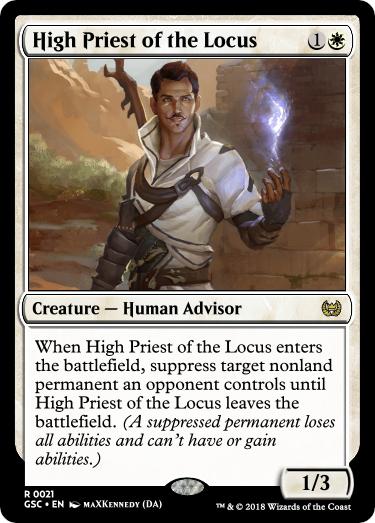 High Priest of the Locus 1
Creature — Human Advisor
When High Priest of the Locus enters
the battlefield, suppress target nonland
permanent an opponent controls until
High Priest of the Locus leaves the
battlefield. (A suppressed permanent loses
all abilities and can't have or gain
abilities.)
1/3
R 0021
GSC • EN MAXKENNEDY (DA)
™ & © 2018 Wizards of the Coast